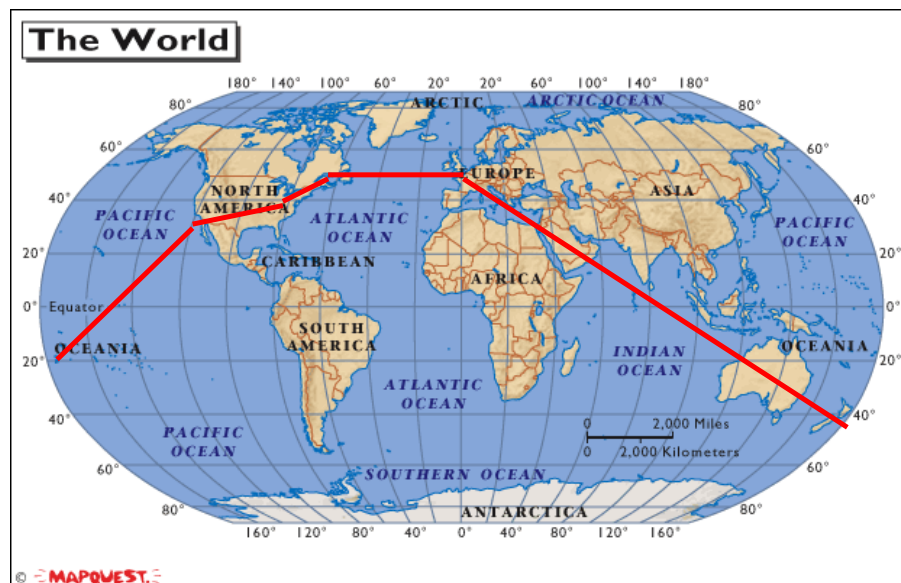 The World
180° 140° 100° 60° 20° 20° 60° 100° 140° 180°
80° ARCTIC ARCTIC OCEAN 80°
60° 60°
NORTH
AMERICA
EUROPE
ASIA
40° 40°
PACIFIC
OCEAN
ATLANTIC
OCEAN
PACIFIC
OCEAN
20° 20°
CARIBBEAN
AFRICA
0° Equator 0°
SOUTH
AMERICA
OCEANIA
INDIAN
OCEAN
OCEANIA
20° 20°
ATLANTIC
OCEAN
40° 40°
0 2,000 Miles
0 2,000 Kilometers
PACIFIC
OCEAN
60° 60°
SOUTHERN OCEAN
80° 80°
ANTARCTICA
160° 120° 80° 40° 0° 40° 80° 120° 160°
© MAPQUEST.